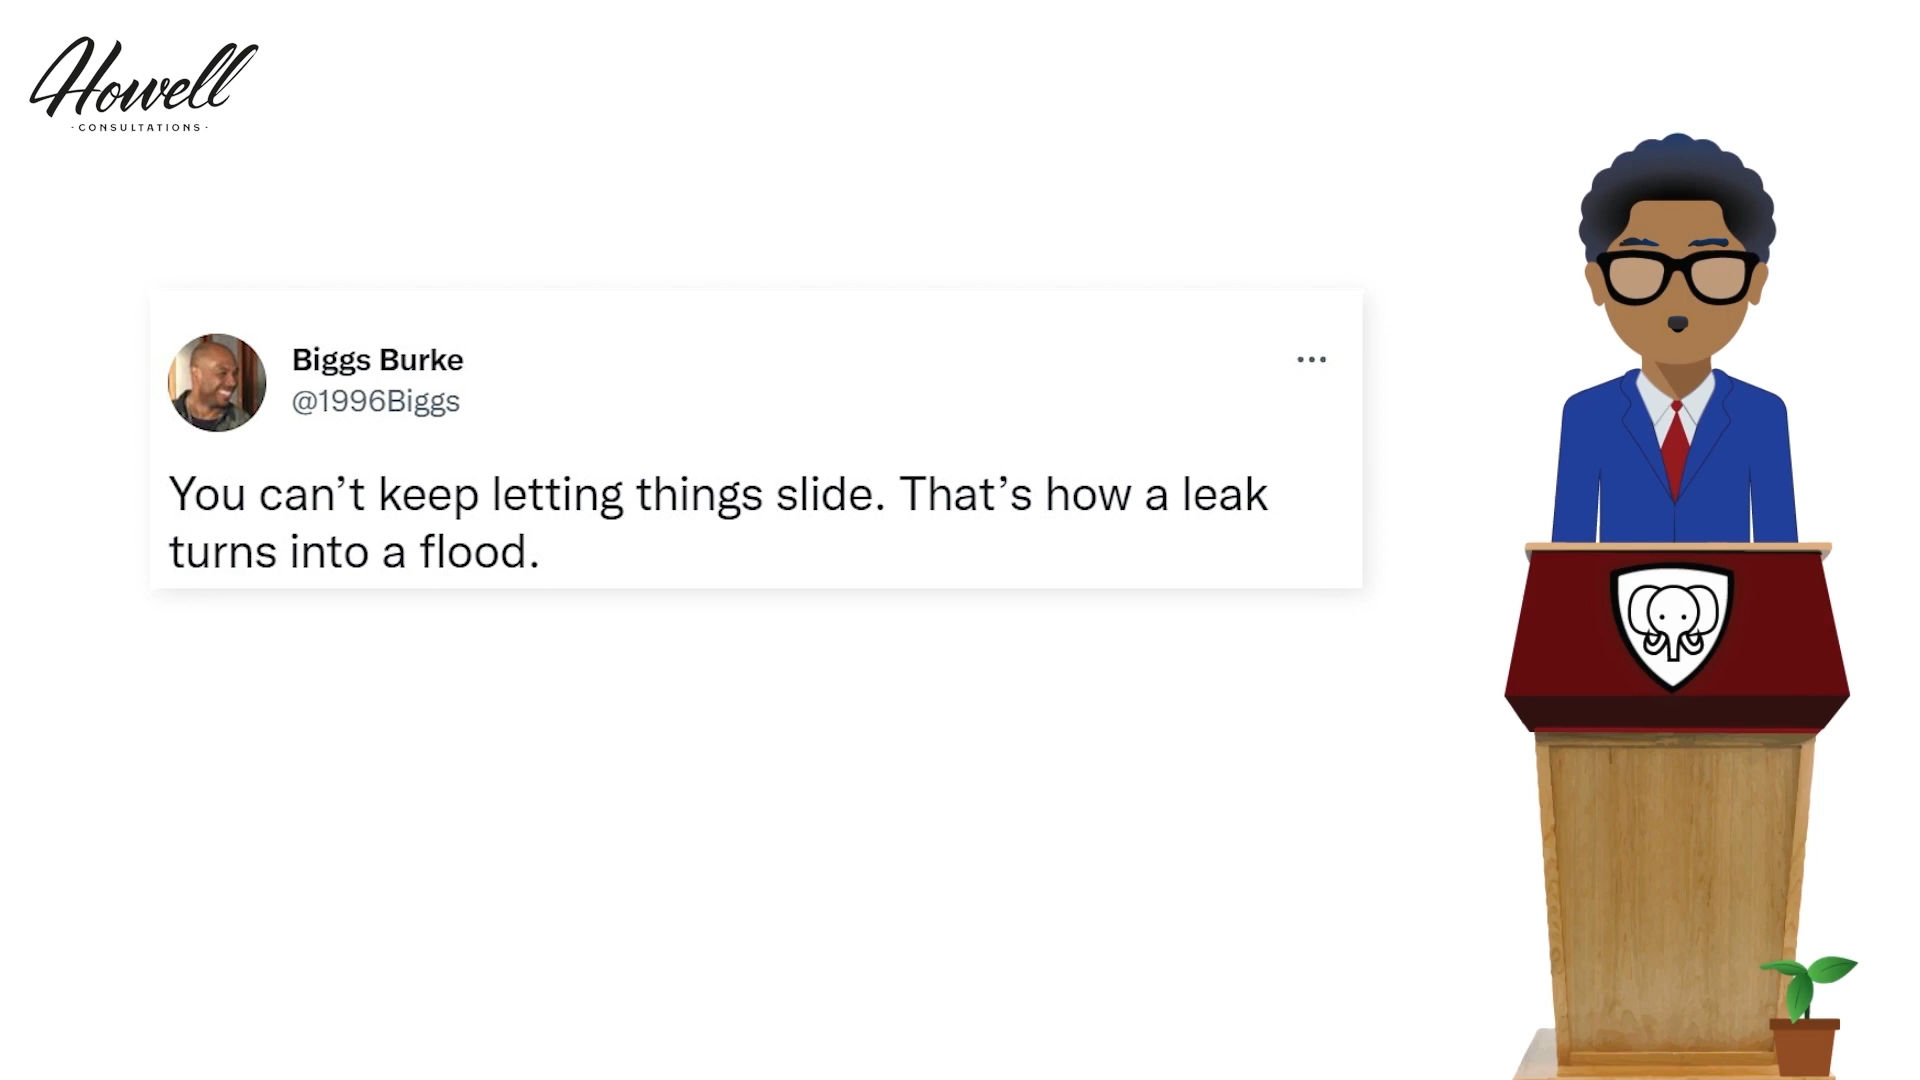 Howell
·CONSULTATIONS·
Biggs Burke
@1996Biggs
You can’t keep letting things slide. That’s how a leak
turns into a flood.